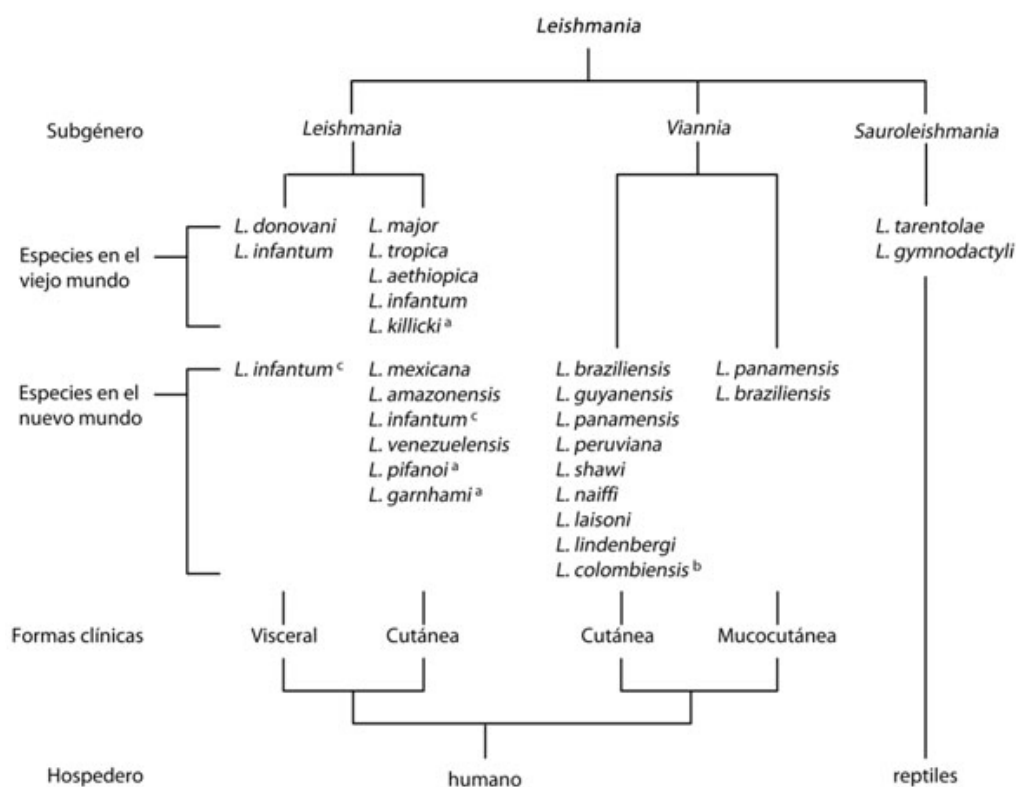 Leishmania
Subgénero Leishmania Viannia Sauroleishmania
Especies en el
viejo mundo
L. donovani
L. infantum
L. major
L. tropica
L. aethiopica
L. infantum
L. killicki a
L. tarentolae
L. gymnodactyli
Especies en el
nuevo mundo
L. infantum c
L. mexicana
L. amazonensis
L. infantum c
L. venezuelensis
L. pifanoi a
L. garnhami a
L. braziliensis
L. guyanensis
L. panamensis
L. peruviana
L. shawi
L. naiffi
L. laisoni
L. lindenbergi
L. colombiensis b
L. panamensis
L. braziliensis
Formas clínicas Visceral Cutánea Cutánea Mucocutánea
Hospedero humano reptiles